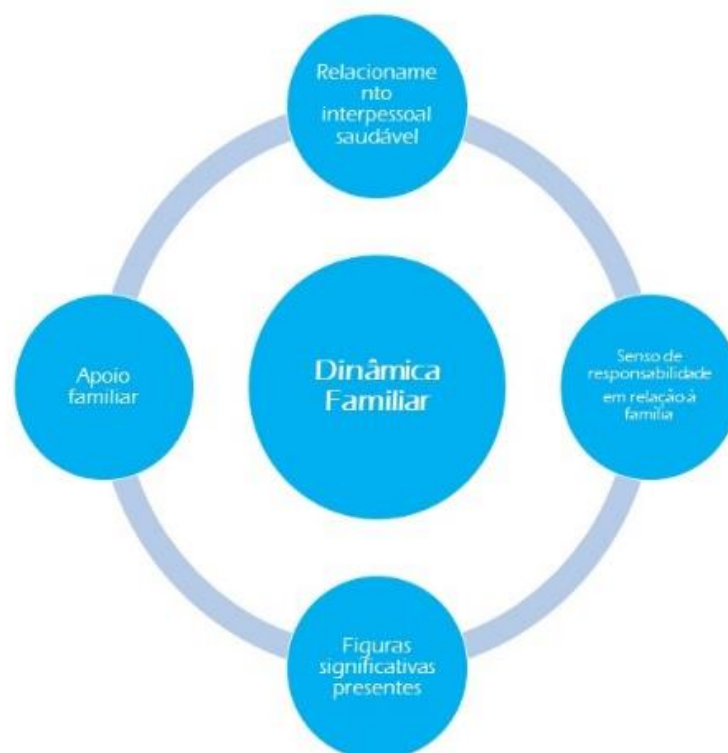 Relacioname
nto
interpessoal
saudável
Apoio
familiar
Dinâmica
Familiar
Senso de
responsabilidade
em relação à
família
Figuras
significativas
presentes